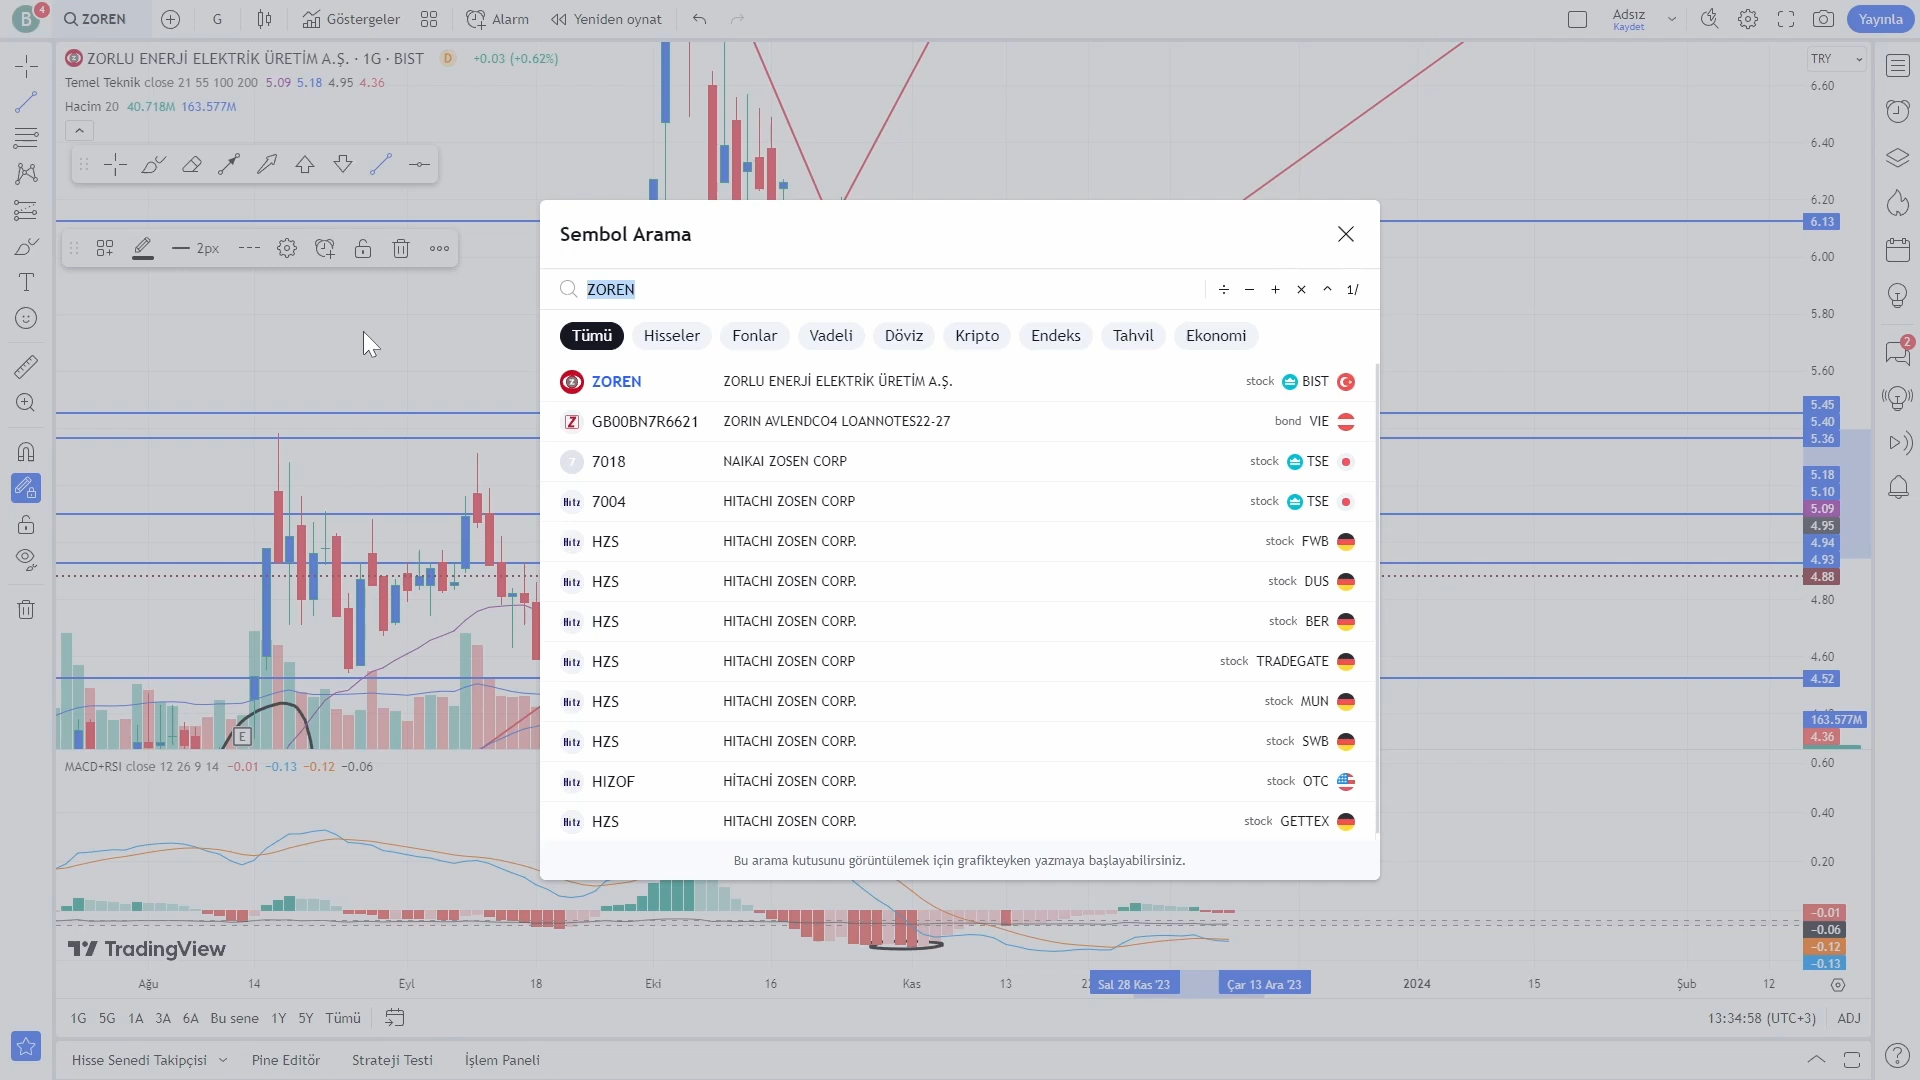 B 4 ZOREN G Göstergeler Alarm Yeniden oynat Adsız Kaydet Yayınla
ZORLU ENERJİ ELEKTRİK ÜRETİM A.Ş. · 1G · BIST D +0.03 (+0.62%) TRY
Temel Teknik close 21 55 100 200 5.09 5.18 4.95 4.36
Hacim 20 40.718M 163.577M
2px
Sembol Arama
ZOREN ÷ − + × ^ 1/
Tümü Hisseler Fonlar Vadeli Döviz Kripto Endeks Tahvil Ekonomi
ZOREN ZORLU ENERJİ ELEKTRİK ÜRETİM A.Ş. stock BIST
GB00BN7R6621 ZORIN AVLENDCO4 LOANNOTES22-27 bond VIE
7 7018 NAIKAI ZOSEN CORP stock TSE
Hitz 7004 HITACHI ZOSEN CORP stock TSE
Hitz HZS HITACHI ZOSEN CORP. stock FWB
Hitz HZS HITACHI ZOSEN CORP. stock DUS
Hitz HZS HITACHI ZOSEN CORP. stock BER
Hitz HZS HITACHI ZOSEN CORP stock TRADEGATE
Hitz HZS HITACHI ZOSEN CORP. stock MUN
Hitz HZS HITACHI ZOSEN CORP. stock SWB
Hitz HIZOF HİTACHİ ZOSEN CORP. stock OTC
Hitz HZS HITACHI ZOSEN CORP. stock GETTEX
Bu arama kutusunu görüntülemek için grafikteyken yazmaya başlayabilirsiniz.
6.60
6.40
6.20
6.13
6.00
5.80
5.60
5.45
5.40
5.36
5.18
5.10
5.09
4.95
4.94
4.93
4.88
4.80
4.60
4.52
163.577M
4.36
2
E
MACD+RSI close 12 26 9 14 −0.01 −0.13 −0.12 −0.06
0.60
0.40
0.20
−0.01
−0.06
−0.12
−0.13
TradingView
Ağu 14 Eyl 18 Eki 16 Kas 13 Sal 28 Kas '23 Çar 13 Ara '23 2024 15 Şub 12
1G 5G 1A 3A 6A Bu sene 1Y 5Y Tümü 13:34:58 (UTC+3) ADJ
Hisse Senedi Takipçisi Pine Editör Strateji Testi İşlem Paneli